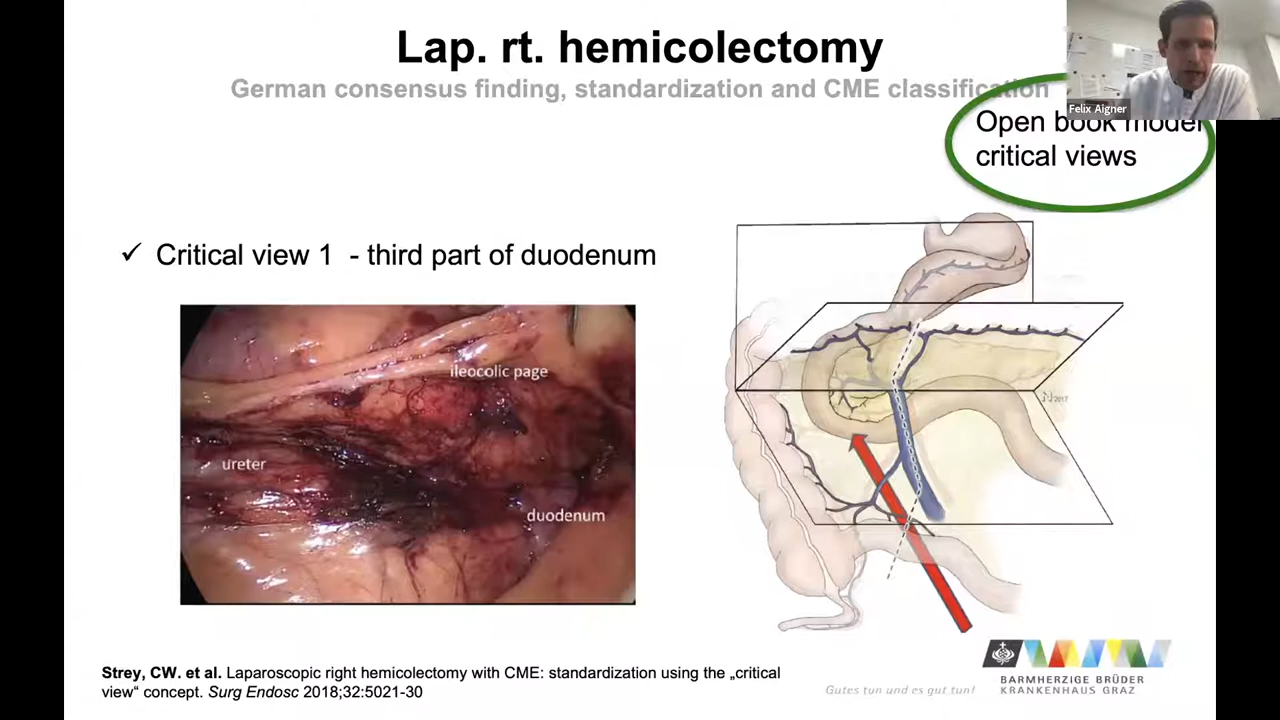 Lap. rt. hemicolectomy
German consensus finding, standardization and CME classification
Felix Aigner
Open book model
critical views
✓ Critical view 1 - third part of duodenum
ileocolic page
ureter
duodenum
Strey, CW. et al. Laparoscopic right hemicolectomy with CME: standardization using the „critical
view“ concept. Surg Endosc 2018;32:5021-30
Gutes tun und es gut tun!
BARMHERZIGE BRÜDER
KRANKENHAUS GRAZ